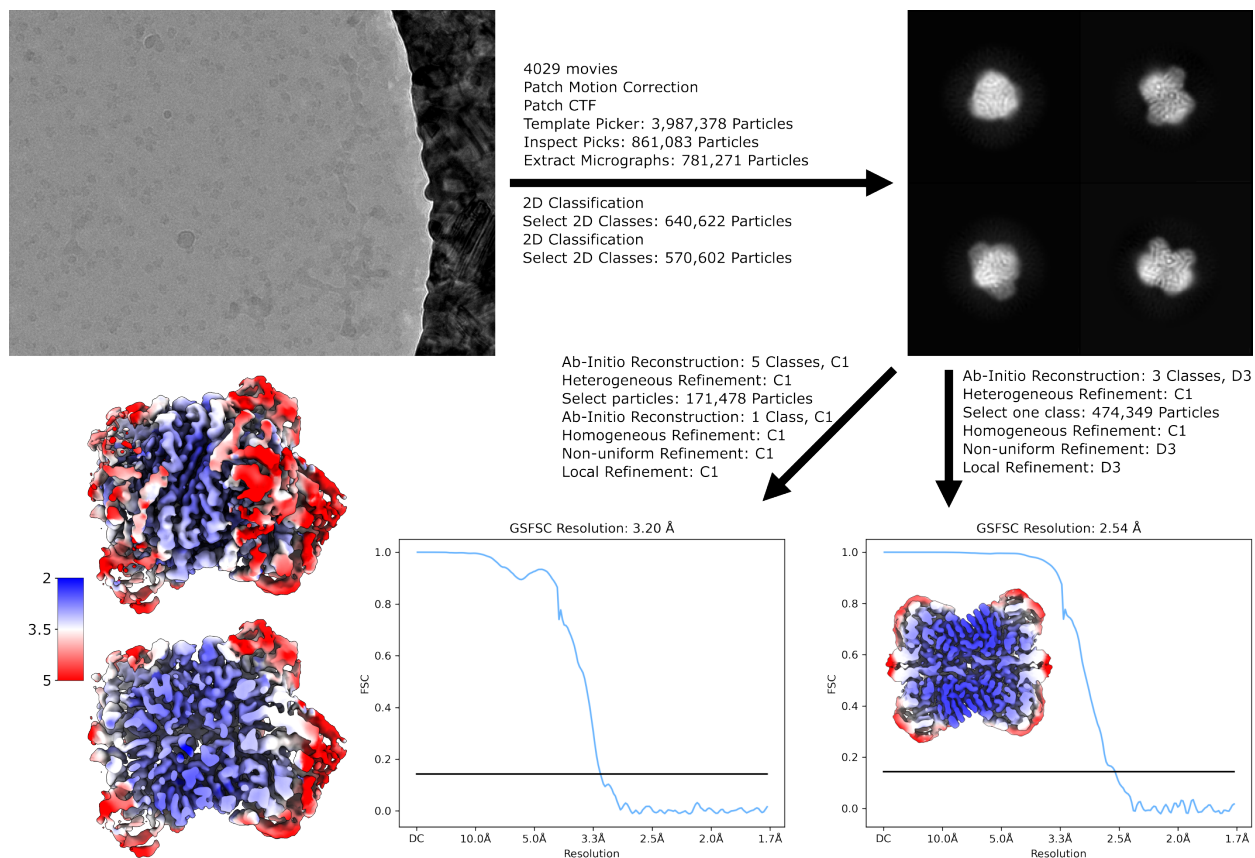 4029 movies
Patch Motion Correction
Patch CTF
Template Picker: 3,987,378 Particles
Inspect Picks: 861,083 Particles
Extract Micrographs: 781,271 Particles
2D Classification
Select 2D Classes: 640,622 Particles
2D Classification
Select 2D Classes: 570,602 Particles
Ab-Initio Reconstruction: 5 Classes, C1
Heterogeneous Refinement: C1
Select particles: 171,478 Particles
Ab-Initio Reconstruction: 1 Class, C1
Homogeneous Refinement: C1
Non-uniform Refinement: C1
Local Refinement: C1
Ab-Initio Reconstruction: 3 Classes, D3
Heterogeneous Refinement: C1
Select one class: 474,349 Particles
Homogeneous Refinement: C1
Non-uniform Refinement: D3
Local Refinement: D3
2
3.5
5
GSFSC Resolution: 3.20 Å
1.0
0.8
0.6
0.4
0.2
0.0
FSC
DC 10.0Å 5.0Å 3.3Å 2.5Å 2.0Å 1.7Å
Resolution
GSFSC Resolution: 2.54 Å
1.0
0.8
0.6
0.4
0.2
0.0
FSC
DC 10.0Å 5.0Å 3.3Å 2.5Å 2.0Å 1.7Å
Resolution